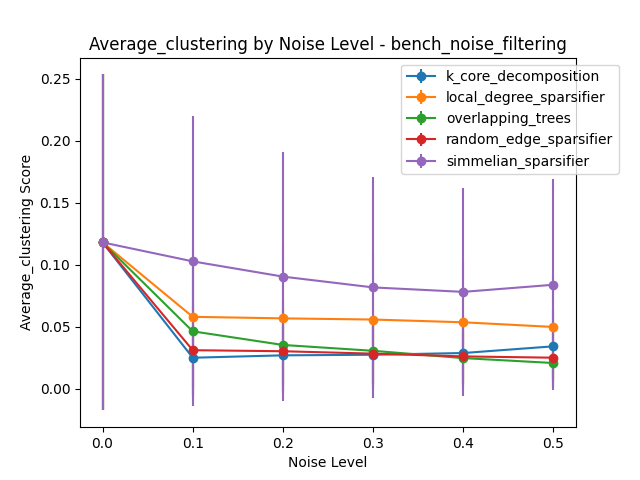 Average_clustering by Noise Level - bench_noise_filtering
k_core_decomposition
local_degree_sparsifier
overlapping_trees
random_edge_sparsifier
simmelian_sparsifier
Average_clustering Score
0.25
0.20
0.15
0.10
0.05
0.00
0.0 0.1 0.2 0.3 0.4 0.5
Noise Level